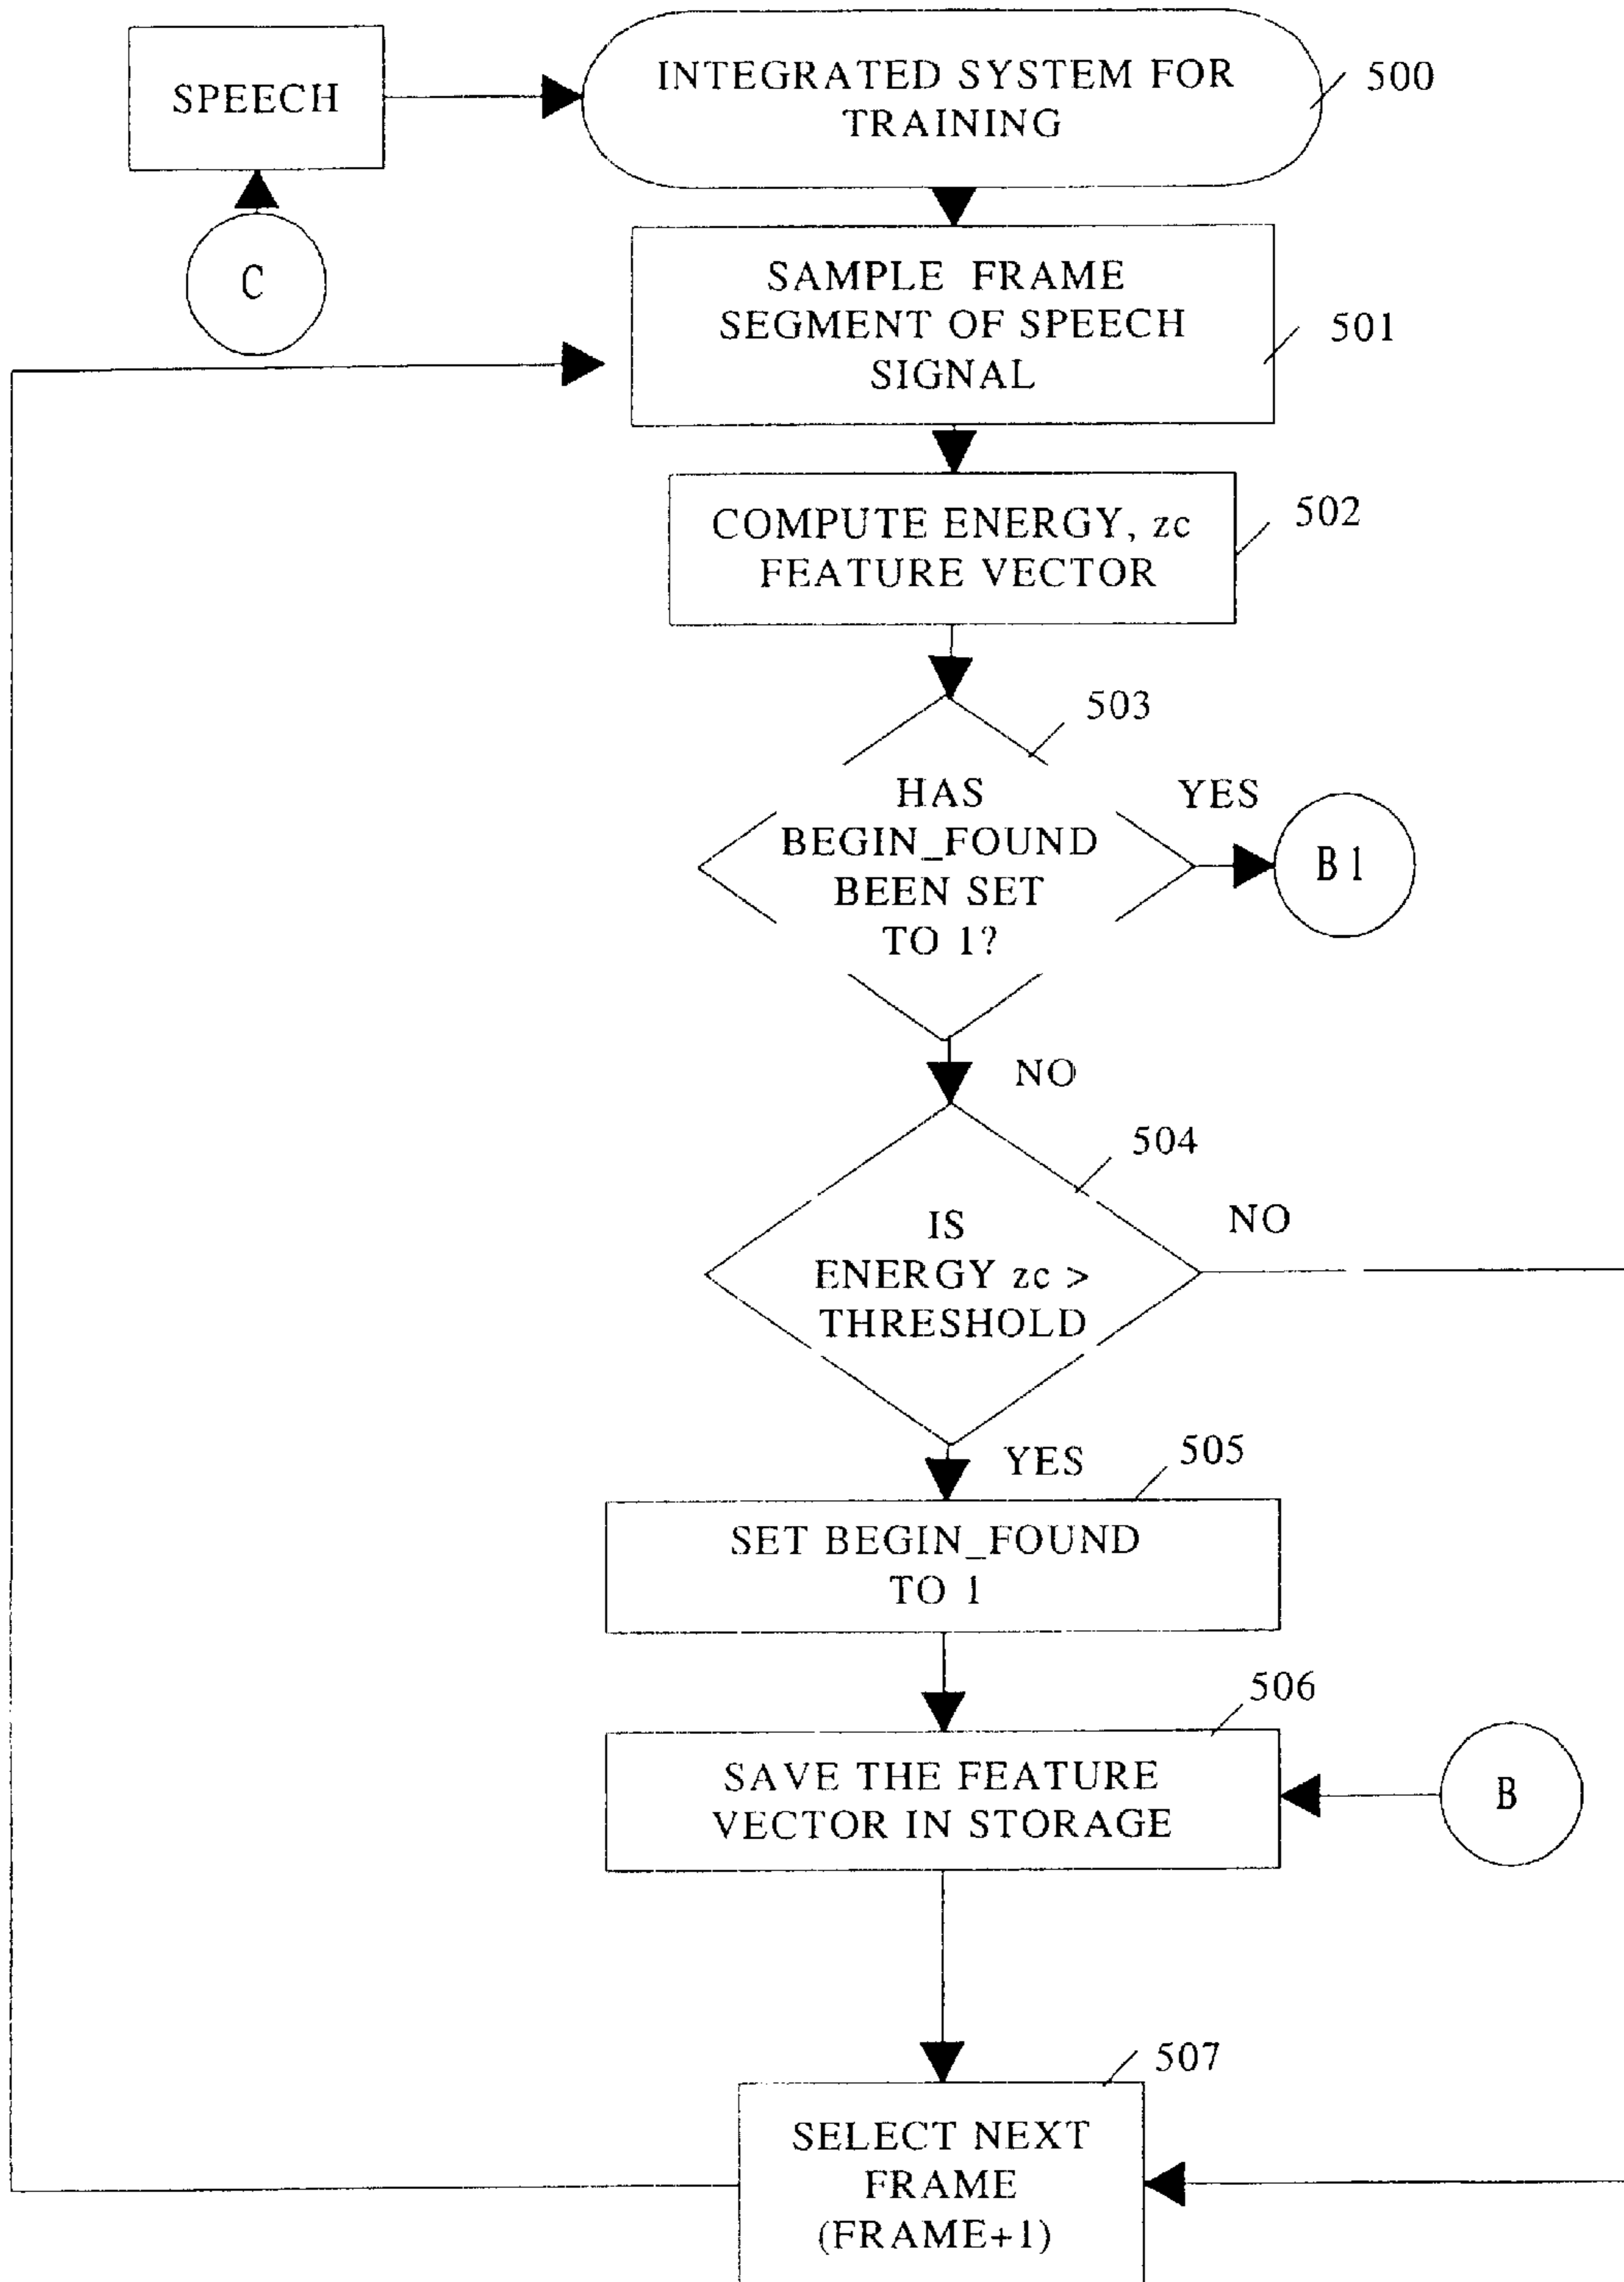 SPEECH
INTEGRATED SYSTEM FOR
TRAINING
500
C
SAMPLE FRAME
SEGMENT OF SPEECH
SIGNAL
501
COMPUTE ENERGY, zc
FEATURE VECTOR
502
503
HAS
BEGIN_FOUND
BEEN SET
TO 1?
YES
B 1
NO
504
IS
ENERGY zc >
THRESHOLD
NO
YES
505
SET BEGIN_FOUND
TO 1
506
SAVE THE FEATURE
VECTOR IN STORAGE
B
507
SELECT NEXT
FRAME
(FRAME+1)